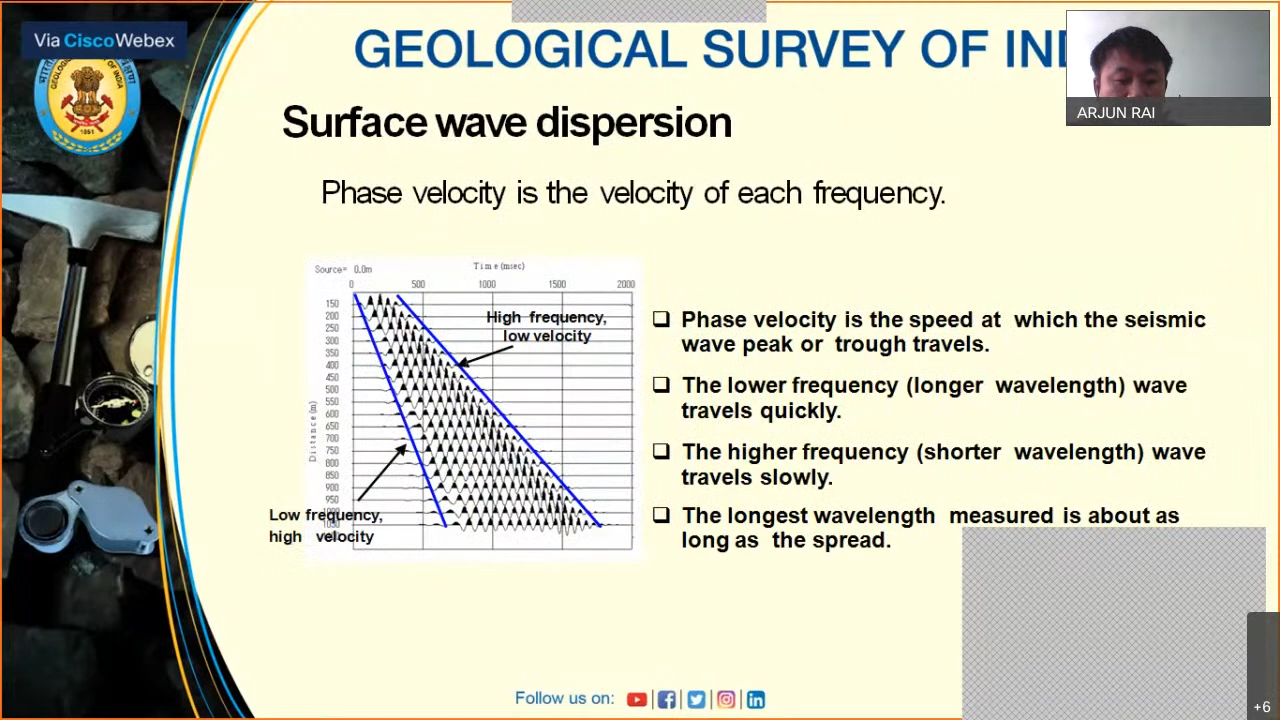 Via Cisco Webex
GEOLOGICAL SURVEY OF IN
ARJUN RAI
Surface wave dispersion
Phase velocity is the velocity of each frequency.
Source= 0.0m
Time (msec)
0 500 1000 1500 2000
150
200
250
300
350
400
450
500
550
600
650
700
750
800
850
900
950
Distance (m)
High frequency,
low velocity
Low frequency,
high velocity
❑ Phase velocity is the speed at which the seismic
wave peak or trough travels.
❑ The lower frequency (longer wavelength) wave
travels quickly.
❑ The higher frequency (shorter wavelength) wave
travels slowly.
❑ The longest wavelength measured is about as
long as the spread.
Follow us on:
+6